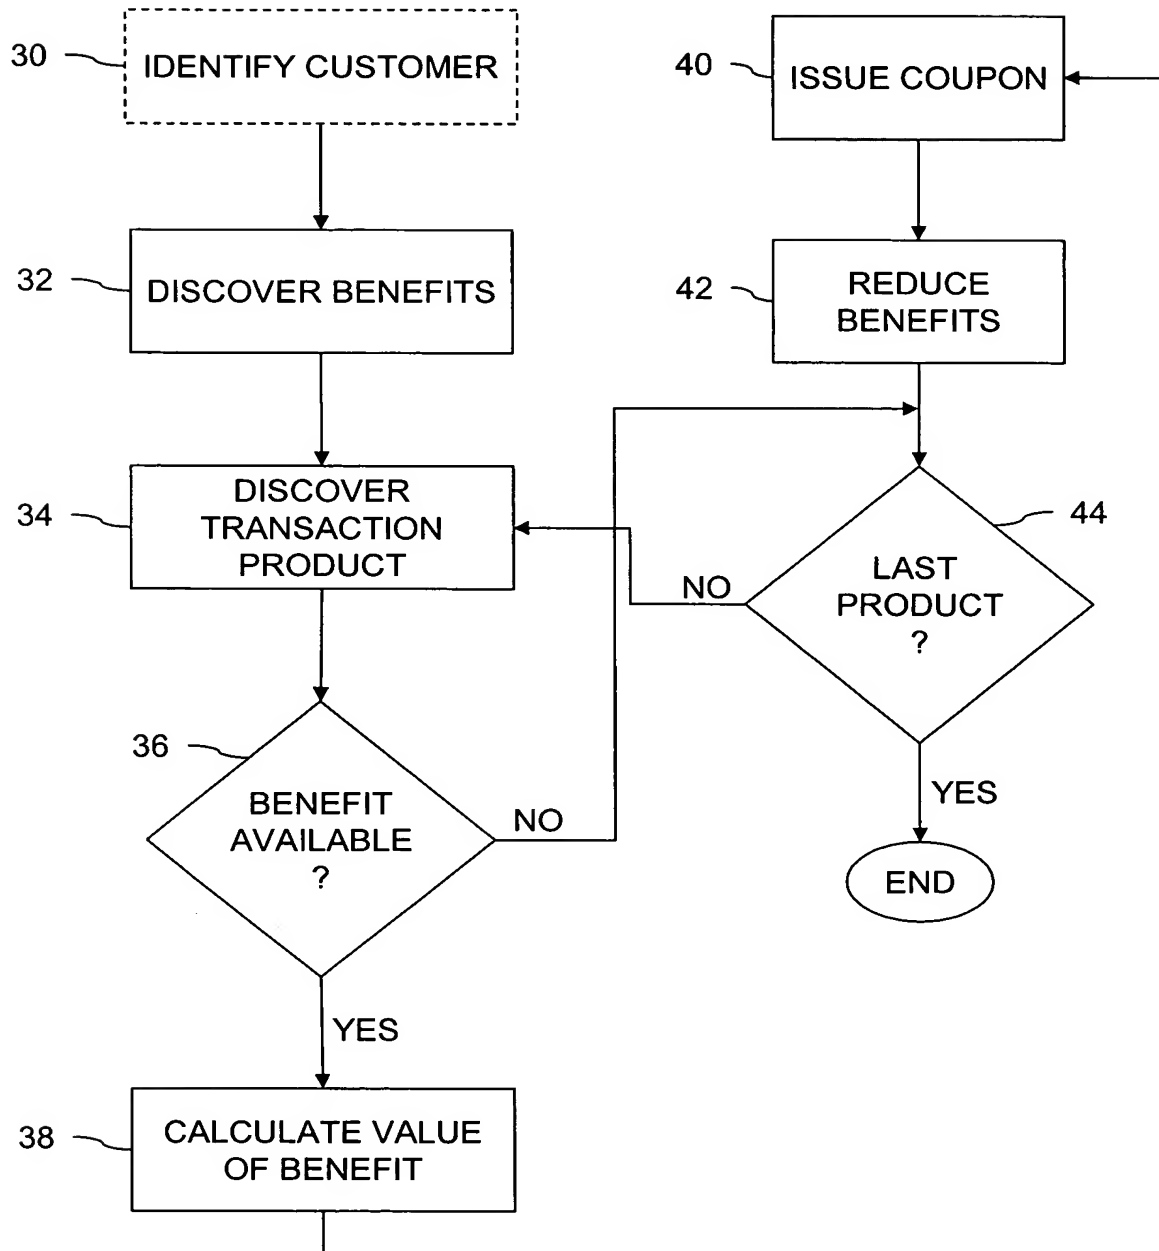 30
IDENTIFY CUSTOMER
32
DISCOVER BENEFITS
34
DISCOVER
TRANSACTION
PRODUCT
36
BENEFIT
AVAILABLE
?
NO
YES
38
CALCULATE VALUE
OF BENEFIT
40
ISSUE COUPON
42
REDUCE
BENEFITS
44
LAST
PRODUCT
?
NO
YES
END